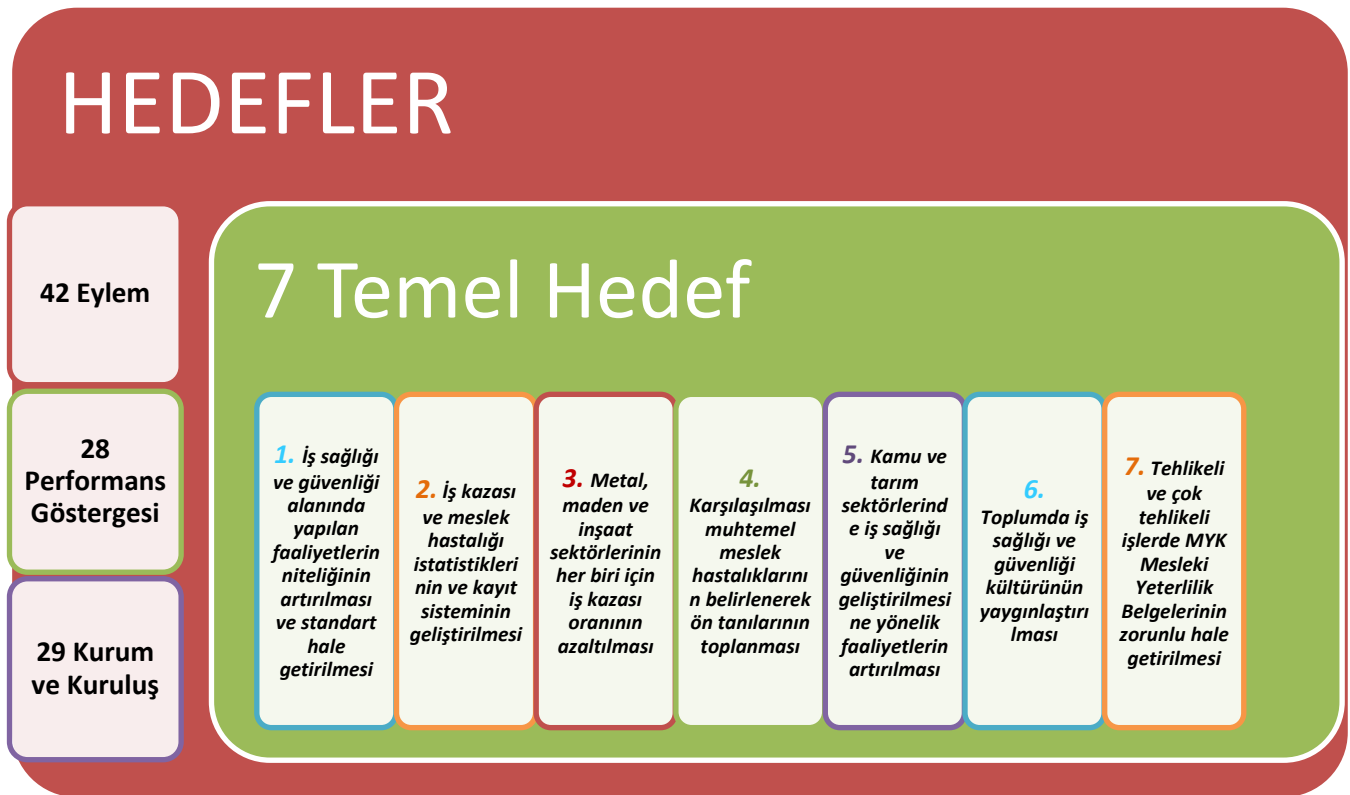 HEDEFLER
42 Eylem
28
Performans
Göstergesi
29 Kurum
ve Kuruluş
7 Temel Hedef
1. İş sağlığı
ve güvenliği
alanında
yapılan
faaliyetlerin
niteliğinin
artırılması
ve standart
hale
getirilmesi
2. İş kazası
ve meslek
hastalığı
istatistikleri
nin ve kayıt
sisteminin
geliştirilmesi
3. Metal,
maden ve
inşaat
sektörlerinin
her biri için
iş kazası
oranının
azaltılması
4.
Karşılaşılması
muhtemel
meslek
hastalıklarını
n belirlenerek
ön tanılarının
toplanması
5. Kamu ve
tarım
sektörlerind
e iş sağlığı
ve
güvenliğinin
geliştirilmesi
ne yönelik
faaliyetlerin
artırılması
6.
Toplumda iş
sağlığı ve
güvenliği
kültürünün
yaygınlaştırı
lması
7. Tehlikeli
ve çok
tehlikeli
işlerde MYK
Mesleki
Yeterlilik
Belgelerinin
zorunlu hale
getirilmesi